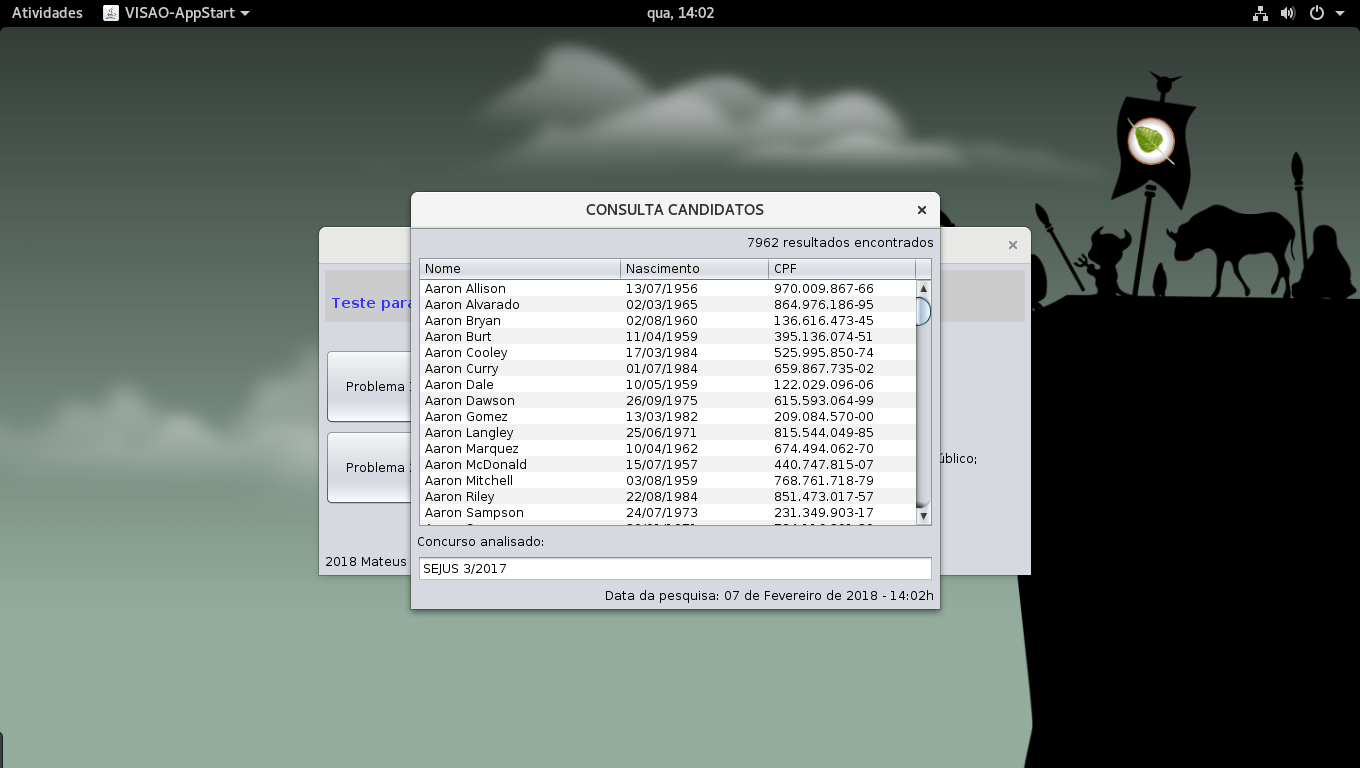 Atividades VISAO-AppStart qua, 14:02
CONSULTA CANDIDATOS
7962 resultados encontrados
Nome Nascimento CPF
Aaron Allison 13/07/1956 970.009.867-66
Aaron Alvarado 02/03/1965 864.976.186-95
Aaron Bryan 02/08/1960 136.616.473-45
Aaron Burt 11/04/1959 395.136.074-51
Aaron Cooley 17/03/1984 525.995.850-74
Aaron Curry 01/07/1984 659.867.735-02
Aaron Dale 10/05/1959 122.029.096-06
Aaron Dawson 26/09/1975 615.593.064-99
Aaron Gomez 13/03/1982 209.084.570-00
Aaron Langley 25/06/1971 815.544.049-85
Aaron Marquez 10/04/1962 674.494.062-70
Aaron McDonald 15/07/1957 440.747.815-07
Aaron Mitchell 03/08/1959 768.761.718-79
Aaron Riley 22/08/1984 851.473.017-57
Aaron Sampson 24/07/1973 231.349.903-17
Concurso analisado:
SEJUS 3/2017
Data da pesquisa: 07 de Fevereiro de 2018 - 14:02h
Teste para
Problema
Problema
úblico;
2018 Mateus